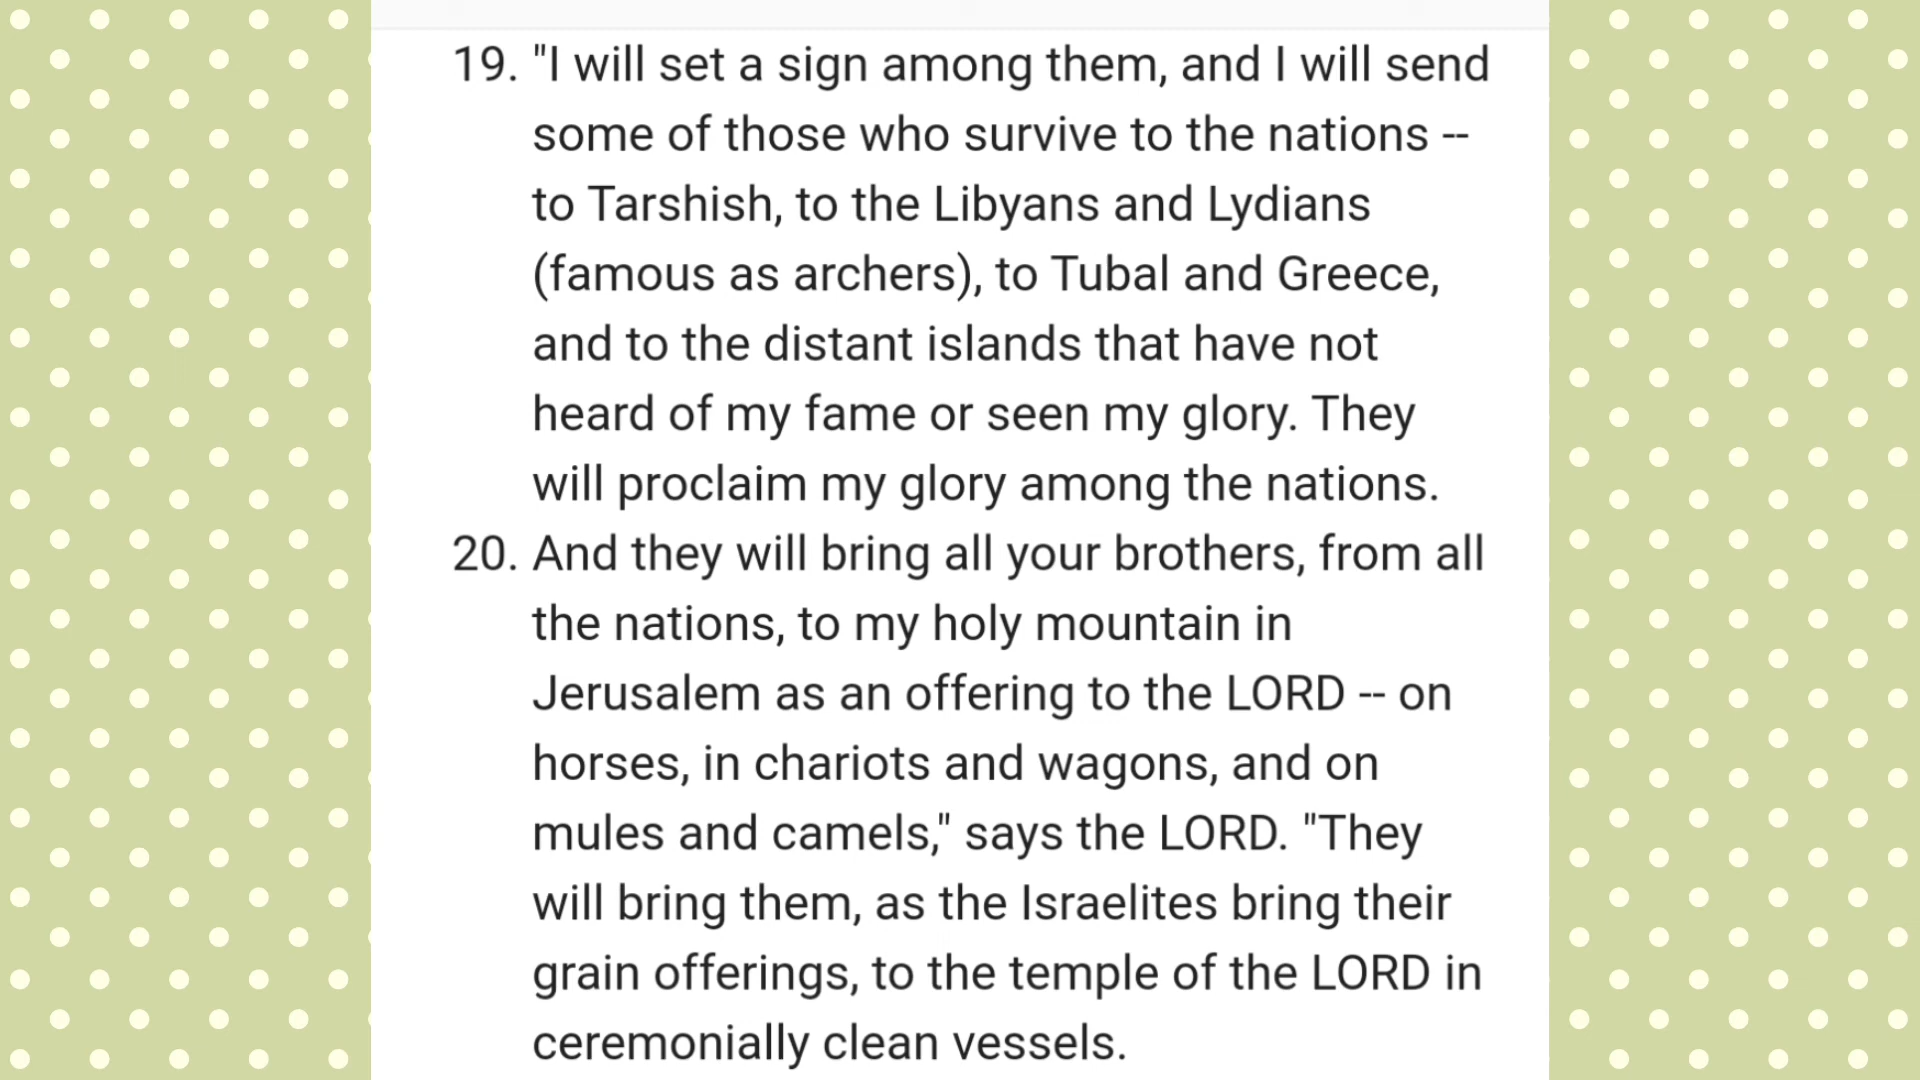 19. "I will set a sign among them, and I will send
some of those who survive to the nations --
to Tarshish, to the Libyans and Lydians
(famous as archers), to Tubal and Greece,
and to the distant islands that have not
heard of my fame or seen my glory. They
will proclaim my glory among the nations.
20. And they will bring all your brothers, from all
the nations, to my holy mountain in
Jerusalem as an offering to the LORD -- on
horses, in chariots and wagons, and on
mules and camels," says the LORD. "They
will bring them, as the Israelites bring their
grain offerings, to the temple of the LORD in
ceremonially clean vessels.